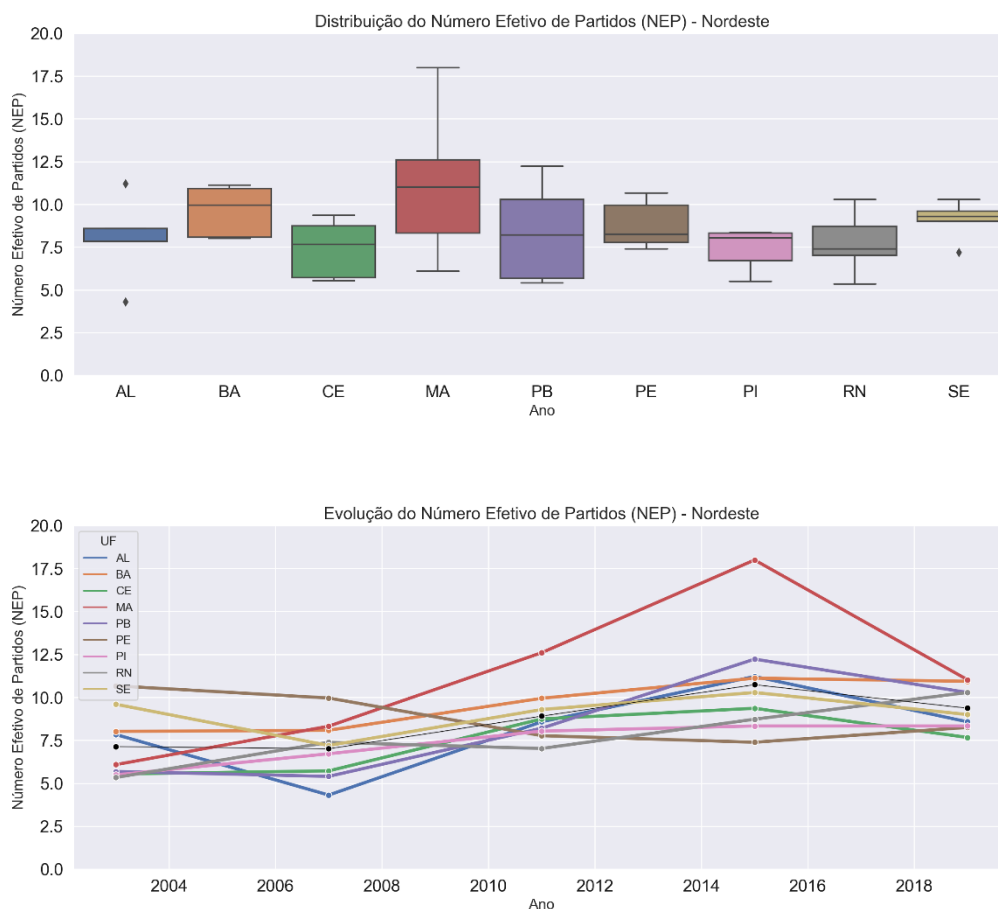 Distribuição do Número Efetivo de Partidos (NEP) - Nordeste
Número Efetivo de Partidos (NEP)
20.0
17.5
15.0
12.5
10.0
7.5
5.0
2.5
0.0
AL BA CE MA PB PE PI RN SE
Ano
Evolução do Número Efetivo de Partidos (NEP) - Nordeste
Número Efetivo de Partidos (NEP)
20.0
17.5
15.0
12.5
10.0
7.5
5.0
2.5
0.0
UF
AL
BA
CE
MA
PB
PE
PI
RN
SE
2004 2006 2008 2010 2012 2014 2016 2018
Ano